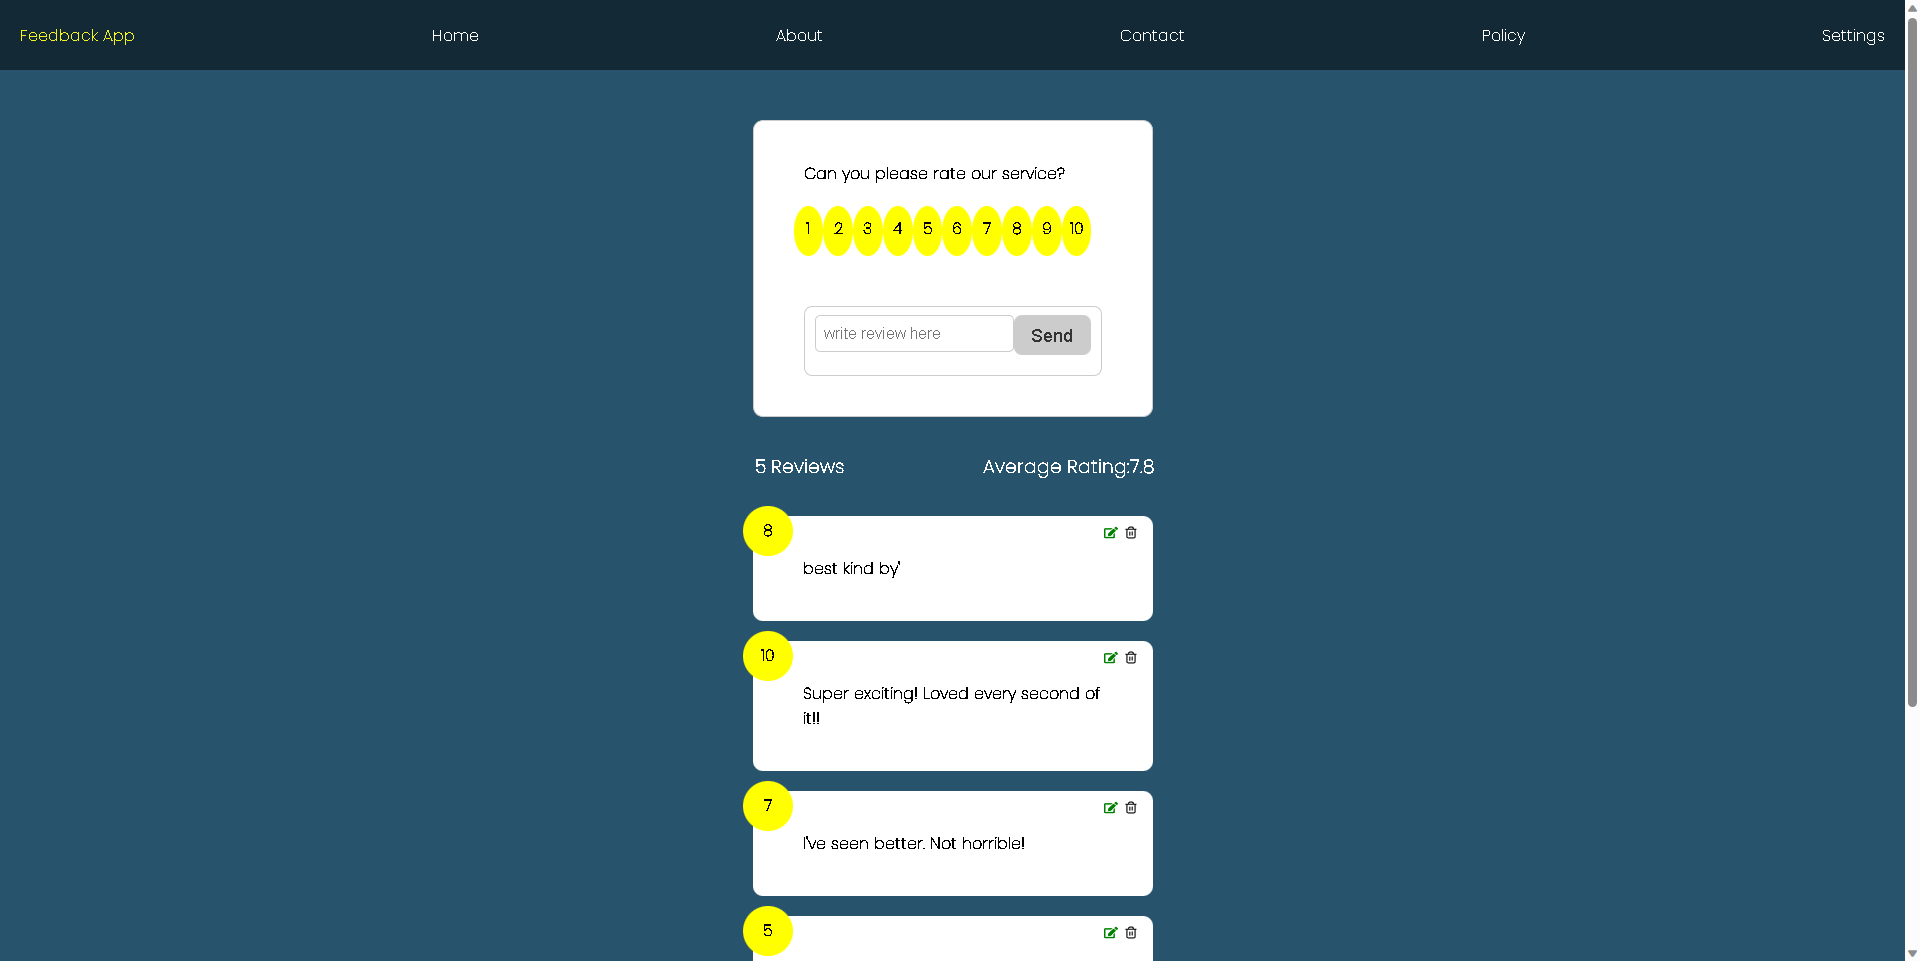 Feedback App Home About Contact Policy Settings
Can you please rate our service?
1 2 3 4 5 6 7 8 9 10
write review here Send
5 Reviews Average Rating:7.8
8
best kind by'
10
Super exciting! Loved every second of
it!!
7
I've seen better. Not horrible!
5